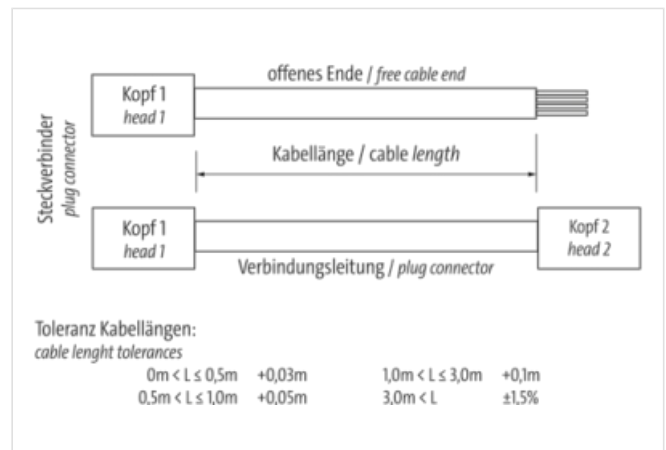 offenes Ende / free cable end
Kopf 1
head 1
Steckverbinder
plug connector
Kabellänge / cable length
Kopf 1
head 1
Kopf 2
head 2
Verbindungsleitung / plug connector
Toleranz Kabellängen:
cable lenght tolerances
0m < L ≤ 0,5m +0,03m 1,0m < L ≤ 3,0m +0,1m
0,5m < L ≤ 1,0m +0,05m 3,0m < L ±1,5%